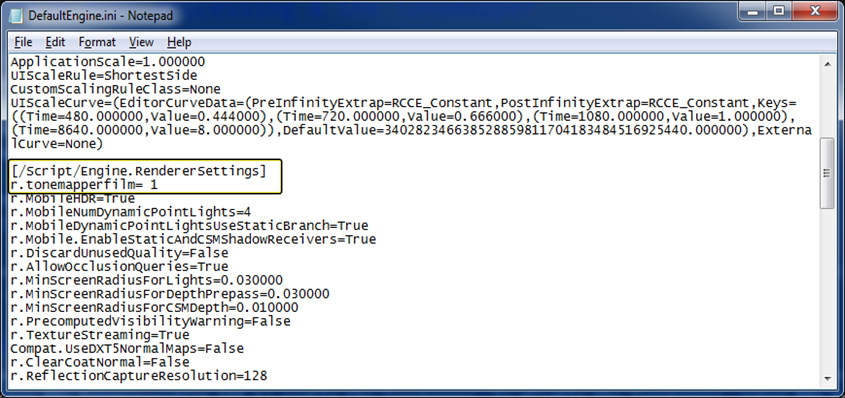 DefaultEngine.ini - Notepad
File Edit Format View Help
ApplicationScale=1.000000
UIScaleRule=ShortestSide
CustomScalingRuleClass=None
UIScaleCurve=(EditorCurveData=(PreInfinityExtrap=RCCE_Constant,PostInfinityExtrap=RCCE_Constant,Keys=
((Time=480.000000,Value=0.444000),(Time=720.000000,Value=0.666000),(Time=1080.000000,Value=1.000000),
(Time=8640.000000,Value=8.000000)),DefaultValue=340282346638528859811704183484516925440.000000),Externa
lCurve=None)
[/Script/Engine.RendererSettings]
r.tonemapperfilm= 1
r.MobileHDR=True
r.MobileNumDynamicPointLights=4
r.MobileDynamicPointLightsUseStaticBranch=True
r.Mobile.EnableStaticAndCSMShadowReceivers=True
r.DiscardUnusedQuality=False
r.AllowOcclusionQueries=True
r.MinScreenRadiusForLights=0.030000
r.MinScreenRadiusForDepthPrepass=0.030000
r.MinScreenRadiusForCSMDepth=0.010000
r.PrecomputedVisibilityWarning=False
r.TextureStreaming=True
Compat.UseDXT5NormalMaps=False
r.ClearCoatNormal=False
r.ReflectionCaptureResolution=128